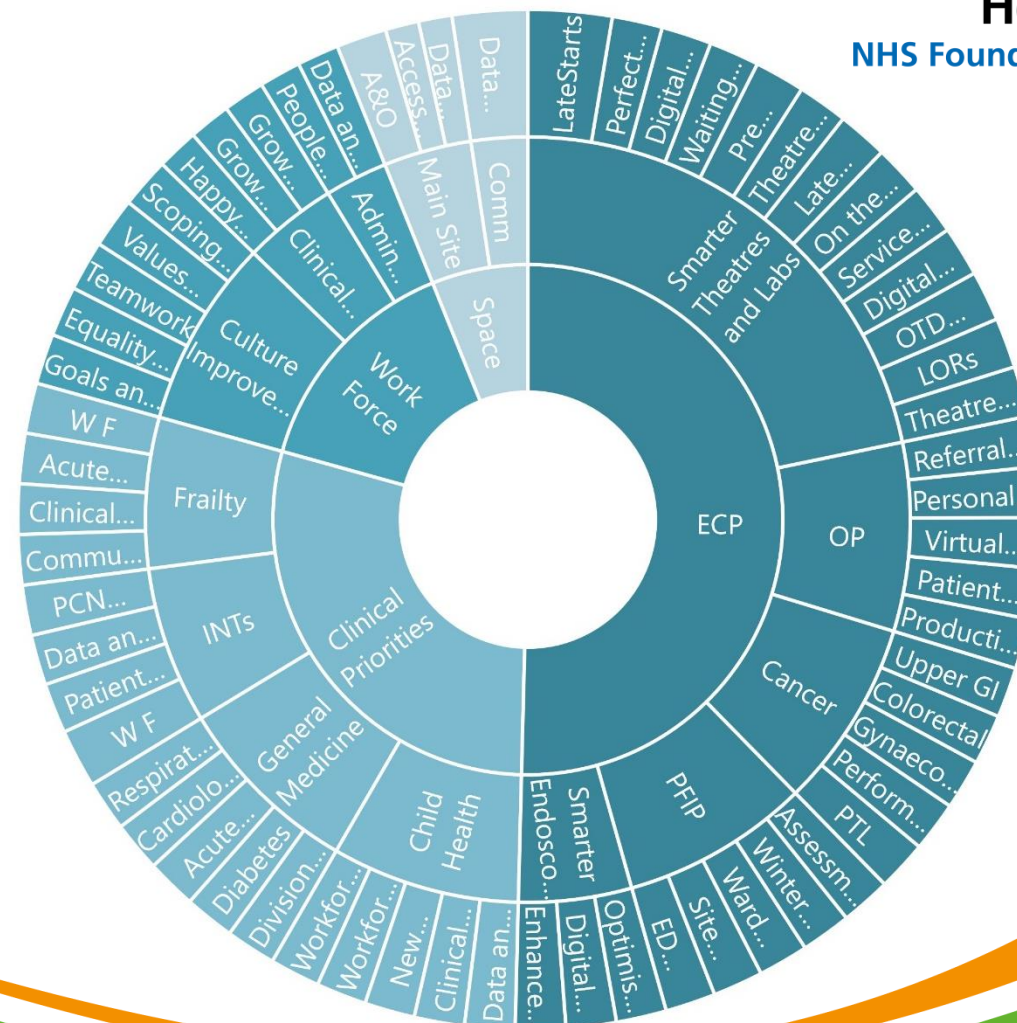 H
NHS Found
LateStarts
Perfect...
Digital...
Waiting...
Pre...
Theatre...
Late...
On the...
Service...
Digital...
OTD...
LORs
Theatre...
Referral...
Personal
Virtual...
Patient...
Producti...
Upper GI
Colorectal
Gynaeco...
Perform...
PTL
Assessm...
Winter...
Ward...
Site...
ED...
Optimis...
Digital...
Enhance...
Data an...
Clinical...
New...
Workfor...
Workfor...
Division...
Diabetes
Acute...
Cardiolo...
Respirat...
W F
Patient...
Data an...
PCN...
Commu...
Clinical...
Acute...
W F
Goals an...
Equality...
Teamwork
Values...
Scoping...
Happy...
Grow...
Grow...
People...
Data an...
A&O
Access...
Data...
Data...
Smarter
Theatres
and Labs
OP
Cancer
PFIP
Smarter
Endosco...
Child
Health
General
Medicine
INTs
Frailty
Culture
Improve...
Clinical...
Admin...
Main Site
Comm
ECP
Clinical
Priorities
Work
Force
Space